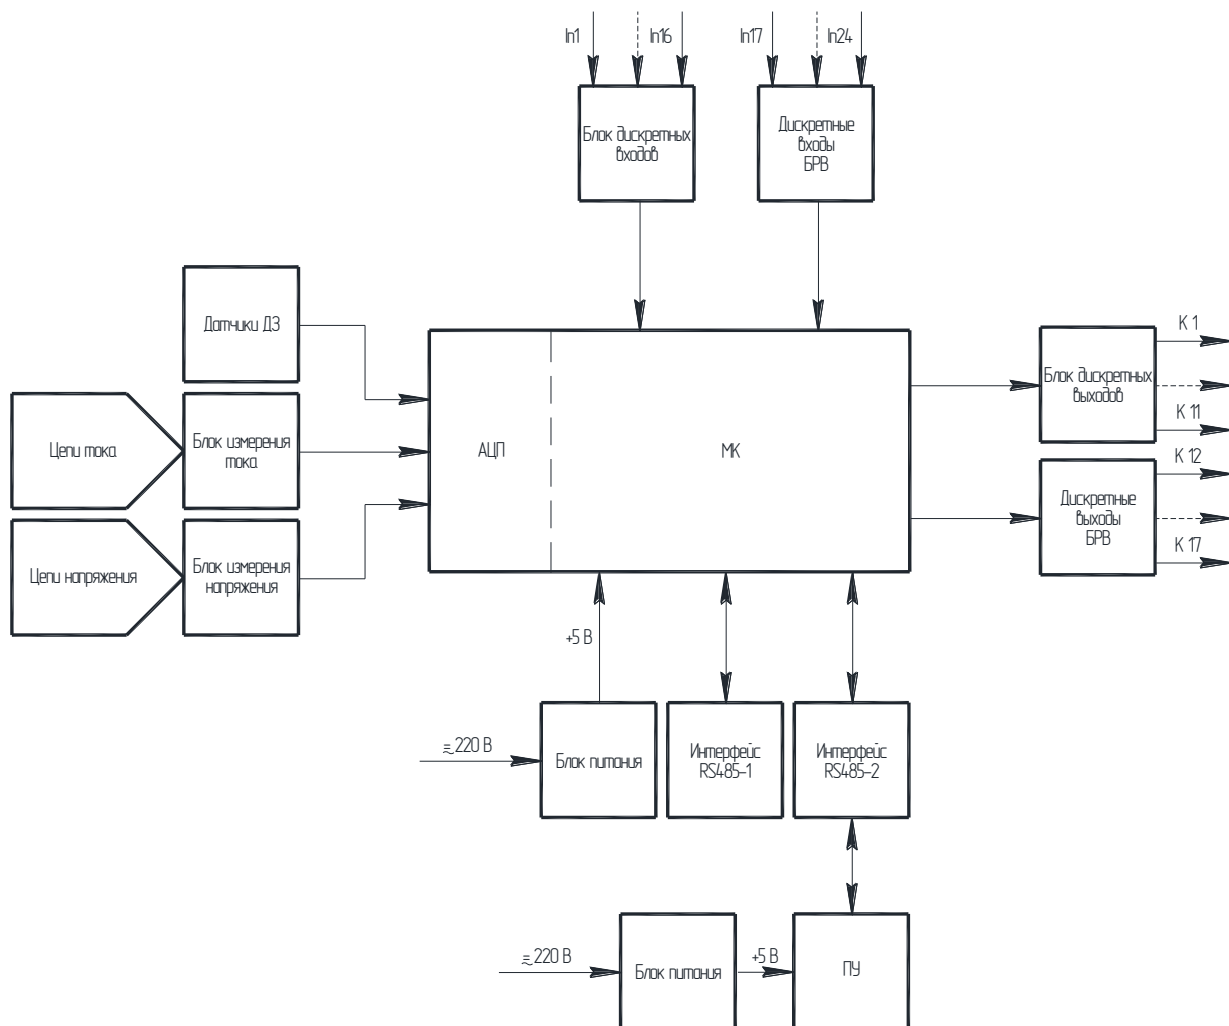 In1
In16
In17
In24
Блок дискретных
входов
Дискретные
входы
БРВ
Датчики ДЗ
К 1
Блок дискретных
выходов
К 11
Цепи тока
Блок измерения
тока
АЦП
МК
К 12
Дискретные
выходы
БРВ
К 17
Цепи напряжения
Блок измерения
напряжения
+5 В
≂220 В
Блок питания
Интерфейс
RS485-1
Интерфейс
RS485-2
≂220 В
Блок питания
+5 В
ПУ